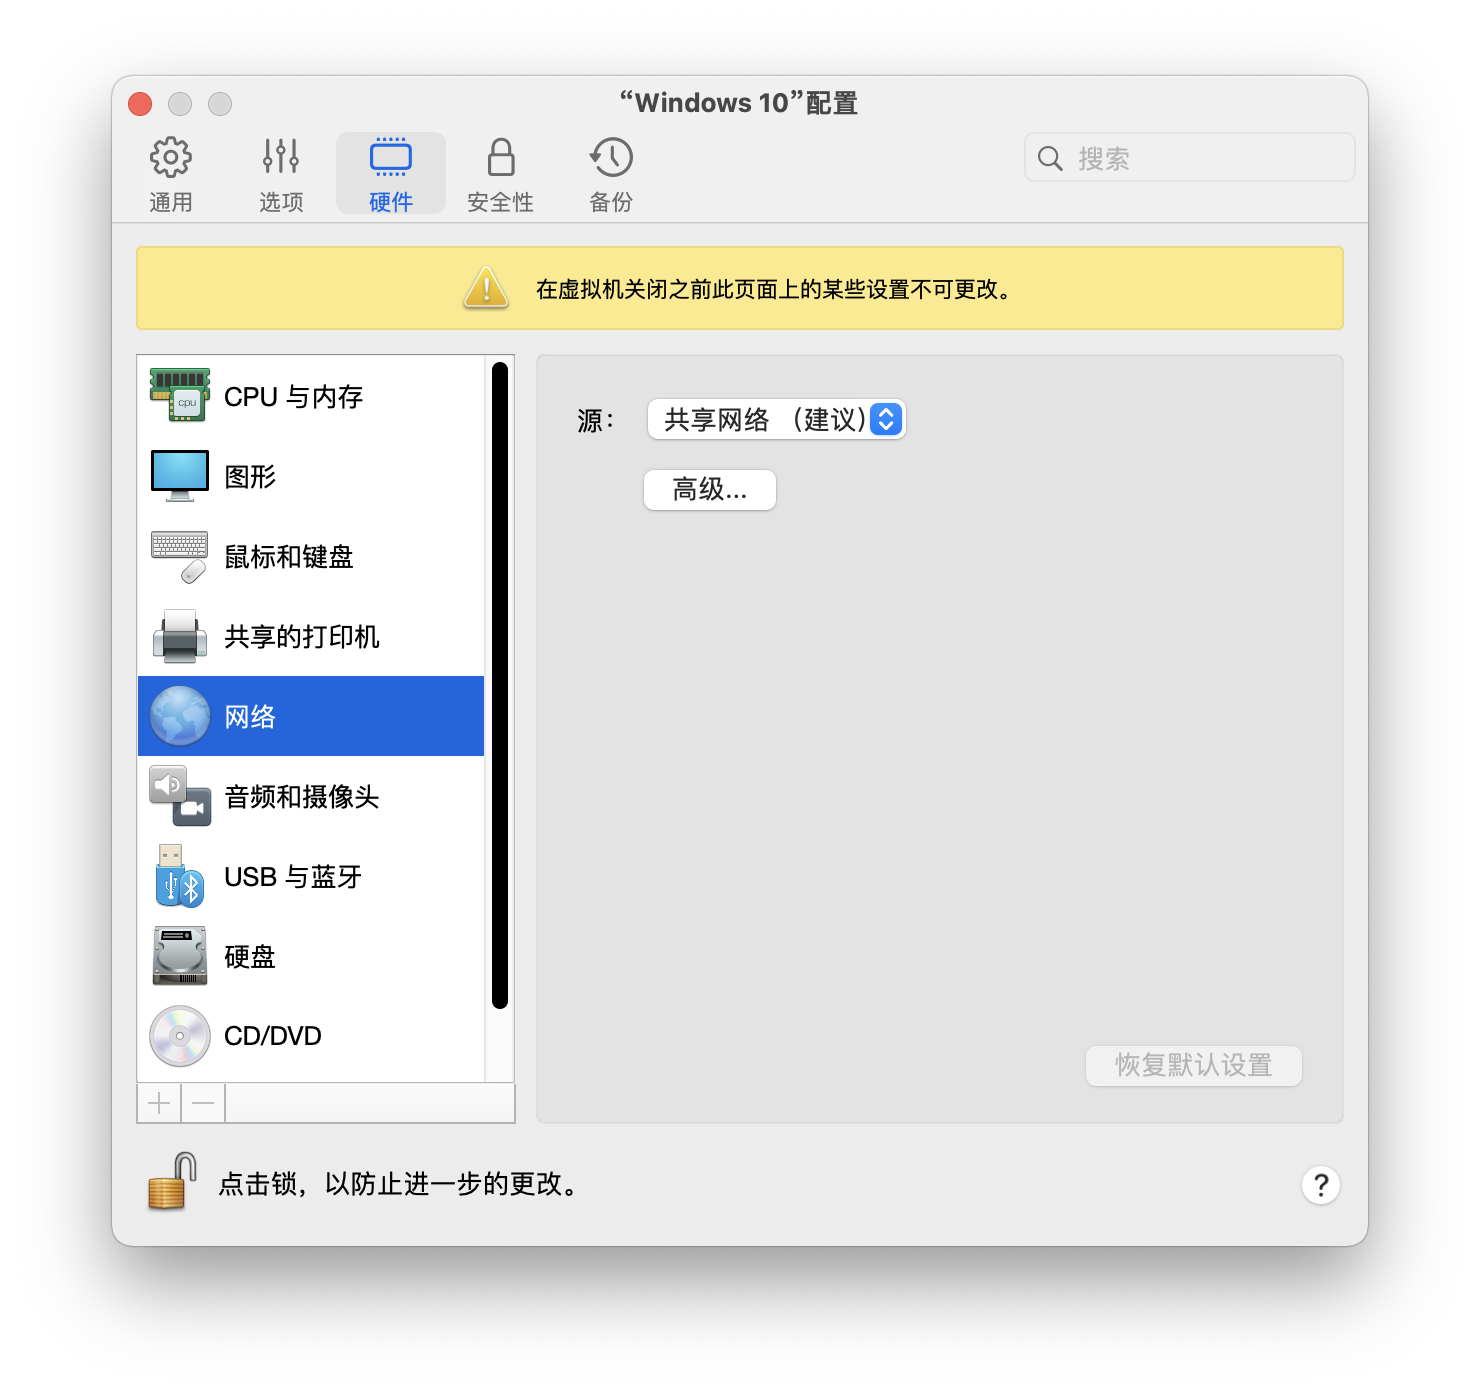 “Windows 10”配置
通用
选项
硬件
安全性
备份
搜索
在虚拟机关闭之前此页面上的某些设置不可更改。
cpu
CPU 与内存
图形
鼠标和键盘
共享的打印机
网络
音频和摄像头
USB 与蓝牙
硬盘
CD/DVD
源：
共享网络 （建议）
高级...
恢复默认设置
点击锁，以防止进一步的更改。
?